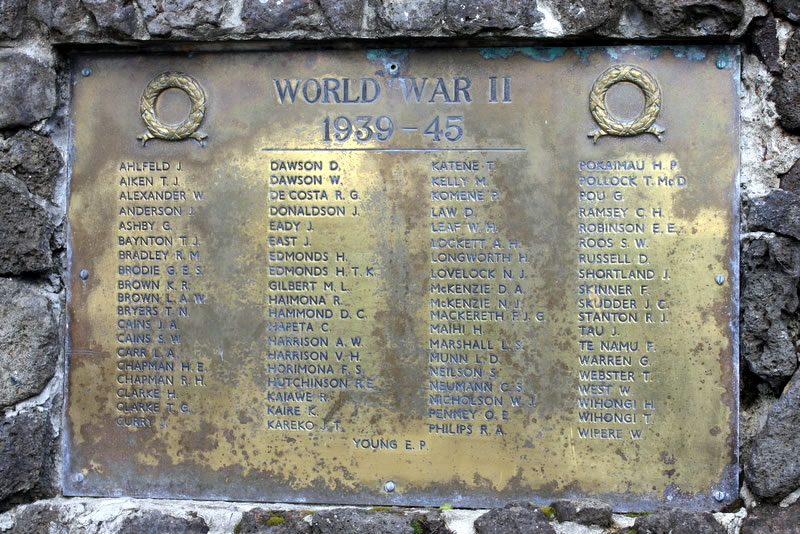 WORLD WAR II
1939-45
AHLFELD J.
AIKEN T. J.
ALEXANDER W.
ANDERSON J.
ASHBY G.
BAYNTON T. J.
BRADLEY R. M.
BRODIE G. E. S.
BROWN K. R.
BROWN L. A. W.
BRYERS T. N.
CAINS J. A.
CAINS S. W.
CARR L. A.
CHAPMAN H. E.
CHAPMAN R. H.
CLARKE H.
CLARKE T. G.
CURRY J.
DAWSON D.
DAWSON W.
DE COSTA R. G.
DONALDSON J.
EADY J.
EAST J.
EDMONDS H.
EDMONDS H. T. K.
GILBERT M. L.
HAIMONA R.
HAMMOND D. C.
HAPETA C.
HARRISON A. W.
HARRISON V. H.
HORIMONA F. S.
HUTCHINSON R. E.
KAIAWE R.
KAIRE K.
KAREKO J. T.
KATENE T.
KELLY M.
KOMENE P.
LAW D.
LEAF W. H.
LOCKETT A. H.
LONGWORTH H.
LOVELOCK N. J.
McKENZIE D. A.
McKENZIE N. J.
MACKERETH F. J. G.
MAIHI H.
MARSHALL L. S.
MUNN L. D.
NEILSON S.
NEUMANN C. S.
NICHOLSON W. J.
PENNEY O. E.
PHILIPS R. A.
POKAIHAU H. P.
POLLOCK T. McD.
POU G.
RAMSEY C. H.
ROBINSON E. E.
ROOS S. W.
RUSSELL D.
SHORTLAND J.
SKINNER F.
SKUDDER J. C.
STANTON R. J.
TAU J.
TE NAMU F.
WARREN G.
WEBSTER T.
WEST W.
WIHONGI H.
WIHONGI T.
WIPERE W.
YOUNG E. P.